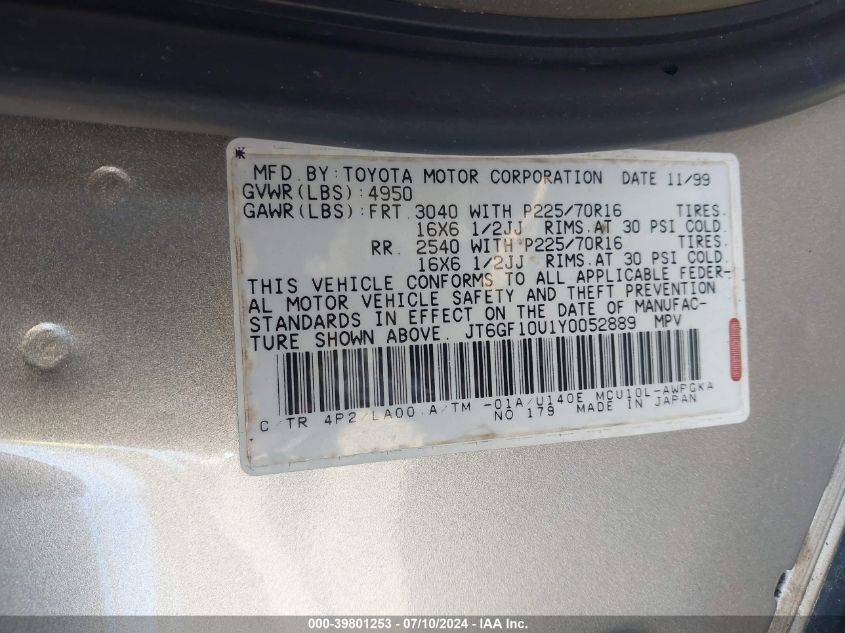 MFD.BY:TOYOTA MOTOR CORPORATION DATE 11/99
GVWR(LBS):4950
GAWR(LBS):FRT.3040 WITH P225/70R16 TIRES.
16X6 1/2JJ RIMS.AT 30 PSI COLD.
RR. 2540 WITH P225/70R16 TIRES.
16X6 1/2JJ RIMS.AT 30 PSI COLD.
THIS VEHICLE CONFORMS TO ALL APPLICABLE FEDER-
AL MOTOR VEHICLE SAFETY AND THEFT PREVENTION
STANDARDS IN EFFECT ON THE DATE OF MANUFAC-
TURE SHOWN ABOVE. JT6GF10U1Y0052889 MPV
C/TR 4P2/LA00 A/TM -01A/U140E MCU10L-AWPGKA
NO 179 MADE IN JAPAN
000-39801253 - 07/10/2024 - IAA Inc.